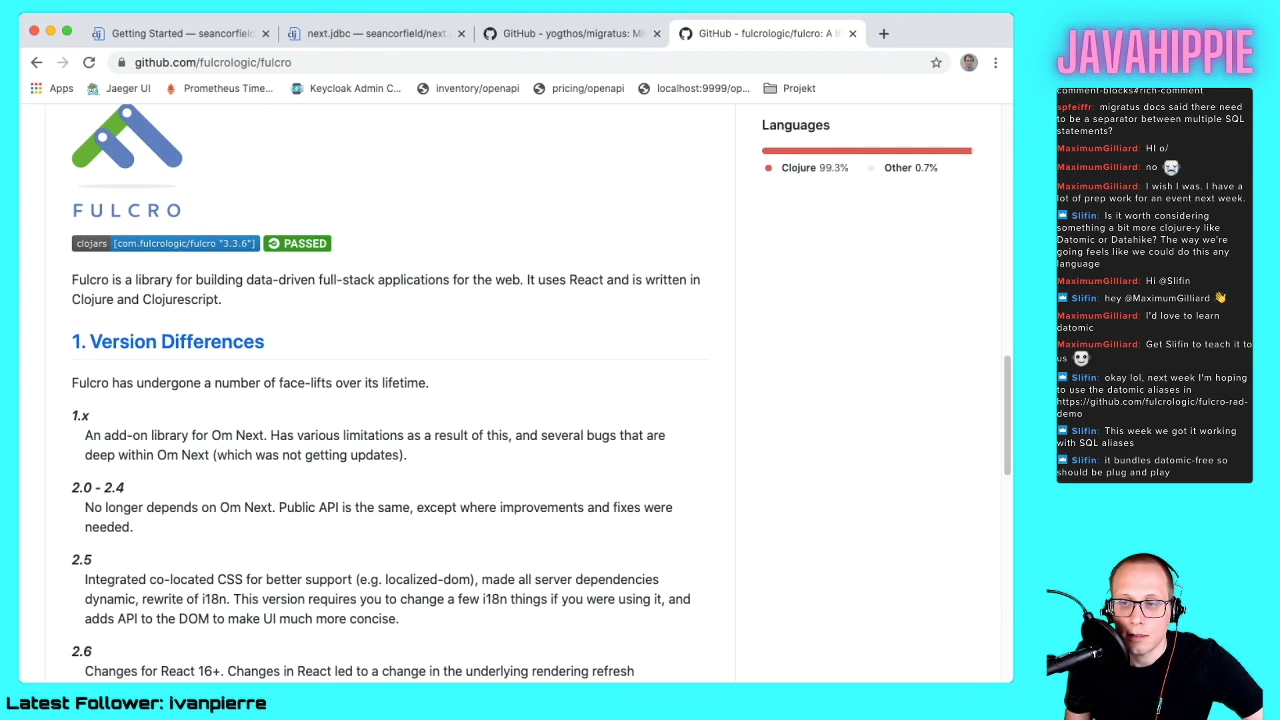 Getting Started — seancorfield
next.jdbc — seancorfield/next
GitHub - yogthos/migratus: MI
GitHub - fulcrologic/fulcro: A li
github.com/fulcrologic/fulcro
Apps
Jaeger UI
Prometheus Time...
Keycloak Admin C...
inventory/openapi
pricing/openapi
localhost:9999/op...
Projekt
FULCRO
clojars [com.fulcrologic/fulcro "3.3.6"] PASSED
Fulcro is a library for building data-driven full-stack applications for the web. It uses React and is written in
Clojure and Clojurescript.
1. Version Differences
Fulcro has undergone a number of face-lifts over its lifetime.
1.x
An add-on library for Om Next. Has various limitations as a result of this, and several bugs that are
deep within Om Next (which was not getting updates).
2.0 - 2.4
No longer depends on Om Next. Public API is the same, except where improvements and fixes were
needed.
2.5
Integrated co-located CSS for better support (e.g. localized-dom), made all server dependencies
dynamic, rewrite of i18n. This version requires you to change a few i18n things if you were using it, and
adds API to the DOM to make UI much more concise.
2.6
Changes for React 16+. Changes in React led to a change in the underlying rendering refresh
Languages
Clojure 99.3%
Other 0.7%
JAVAHIPPIE
comment-blocks#rich-comment
spfeiffr: migratus docs said there need
to be a separator between multiple SQL
statements?
MaximumGilliard: HI o/
MaximumGilliard: no
MaximumGilliard: I wish I was. I have a
lot of prep work for an event next week.
Slifin: Is it worth considering
something a bit more clojure-y like
Datomic or Datahike? The way we're
going feels like we could do this any
language
MaximumGilliard: Hi @Slifin
Slifin: hey @MaximumGilliard 👋
MaximumGilliard: I'd love to learn
datomic
MaximumGilliard: Get Slifin to teach it to
us
Slifin: okay lol, next week I'm hoping
to use the datomic aliases in
https://github.com/fulcrologic/fulcro-rad-
demo
Slifin: This week we got it working
with SQL aliases
Slifin: it bundles datomic-free so
should be plug and play
Latest Follower: ivanpierre